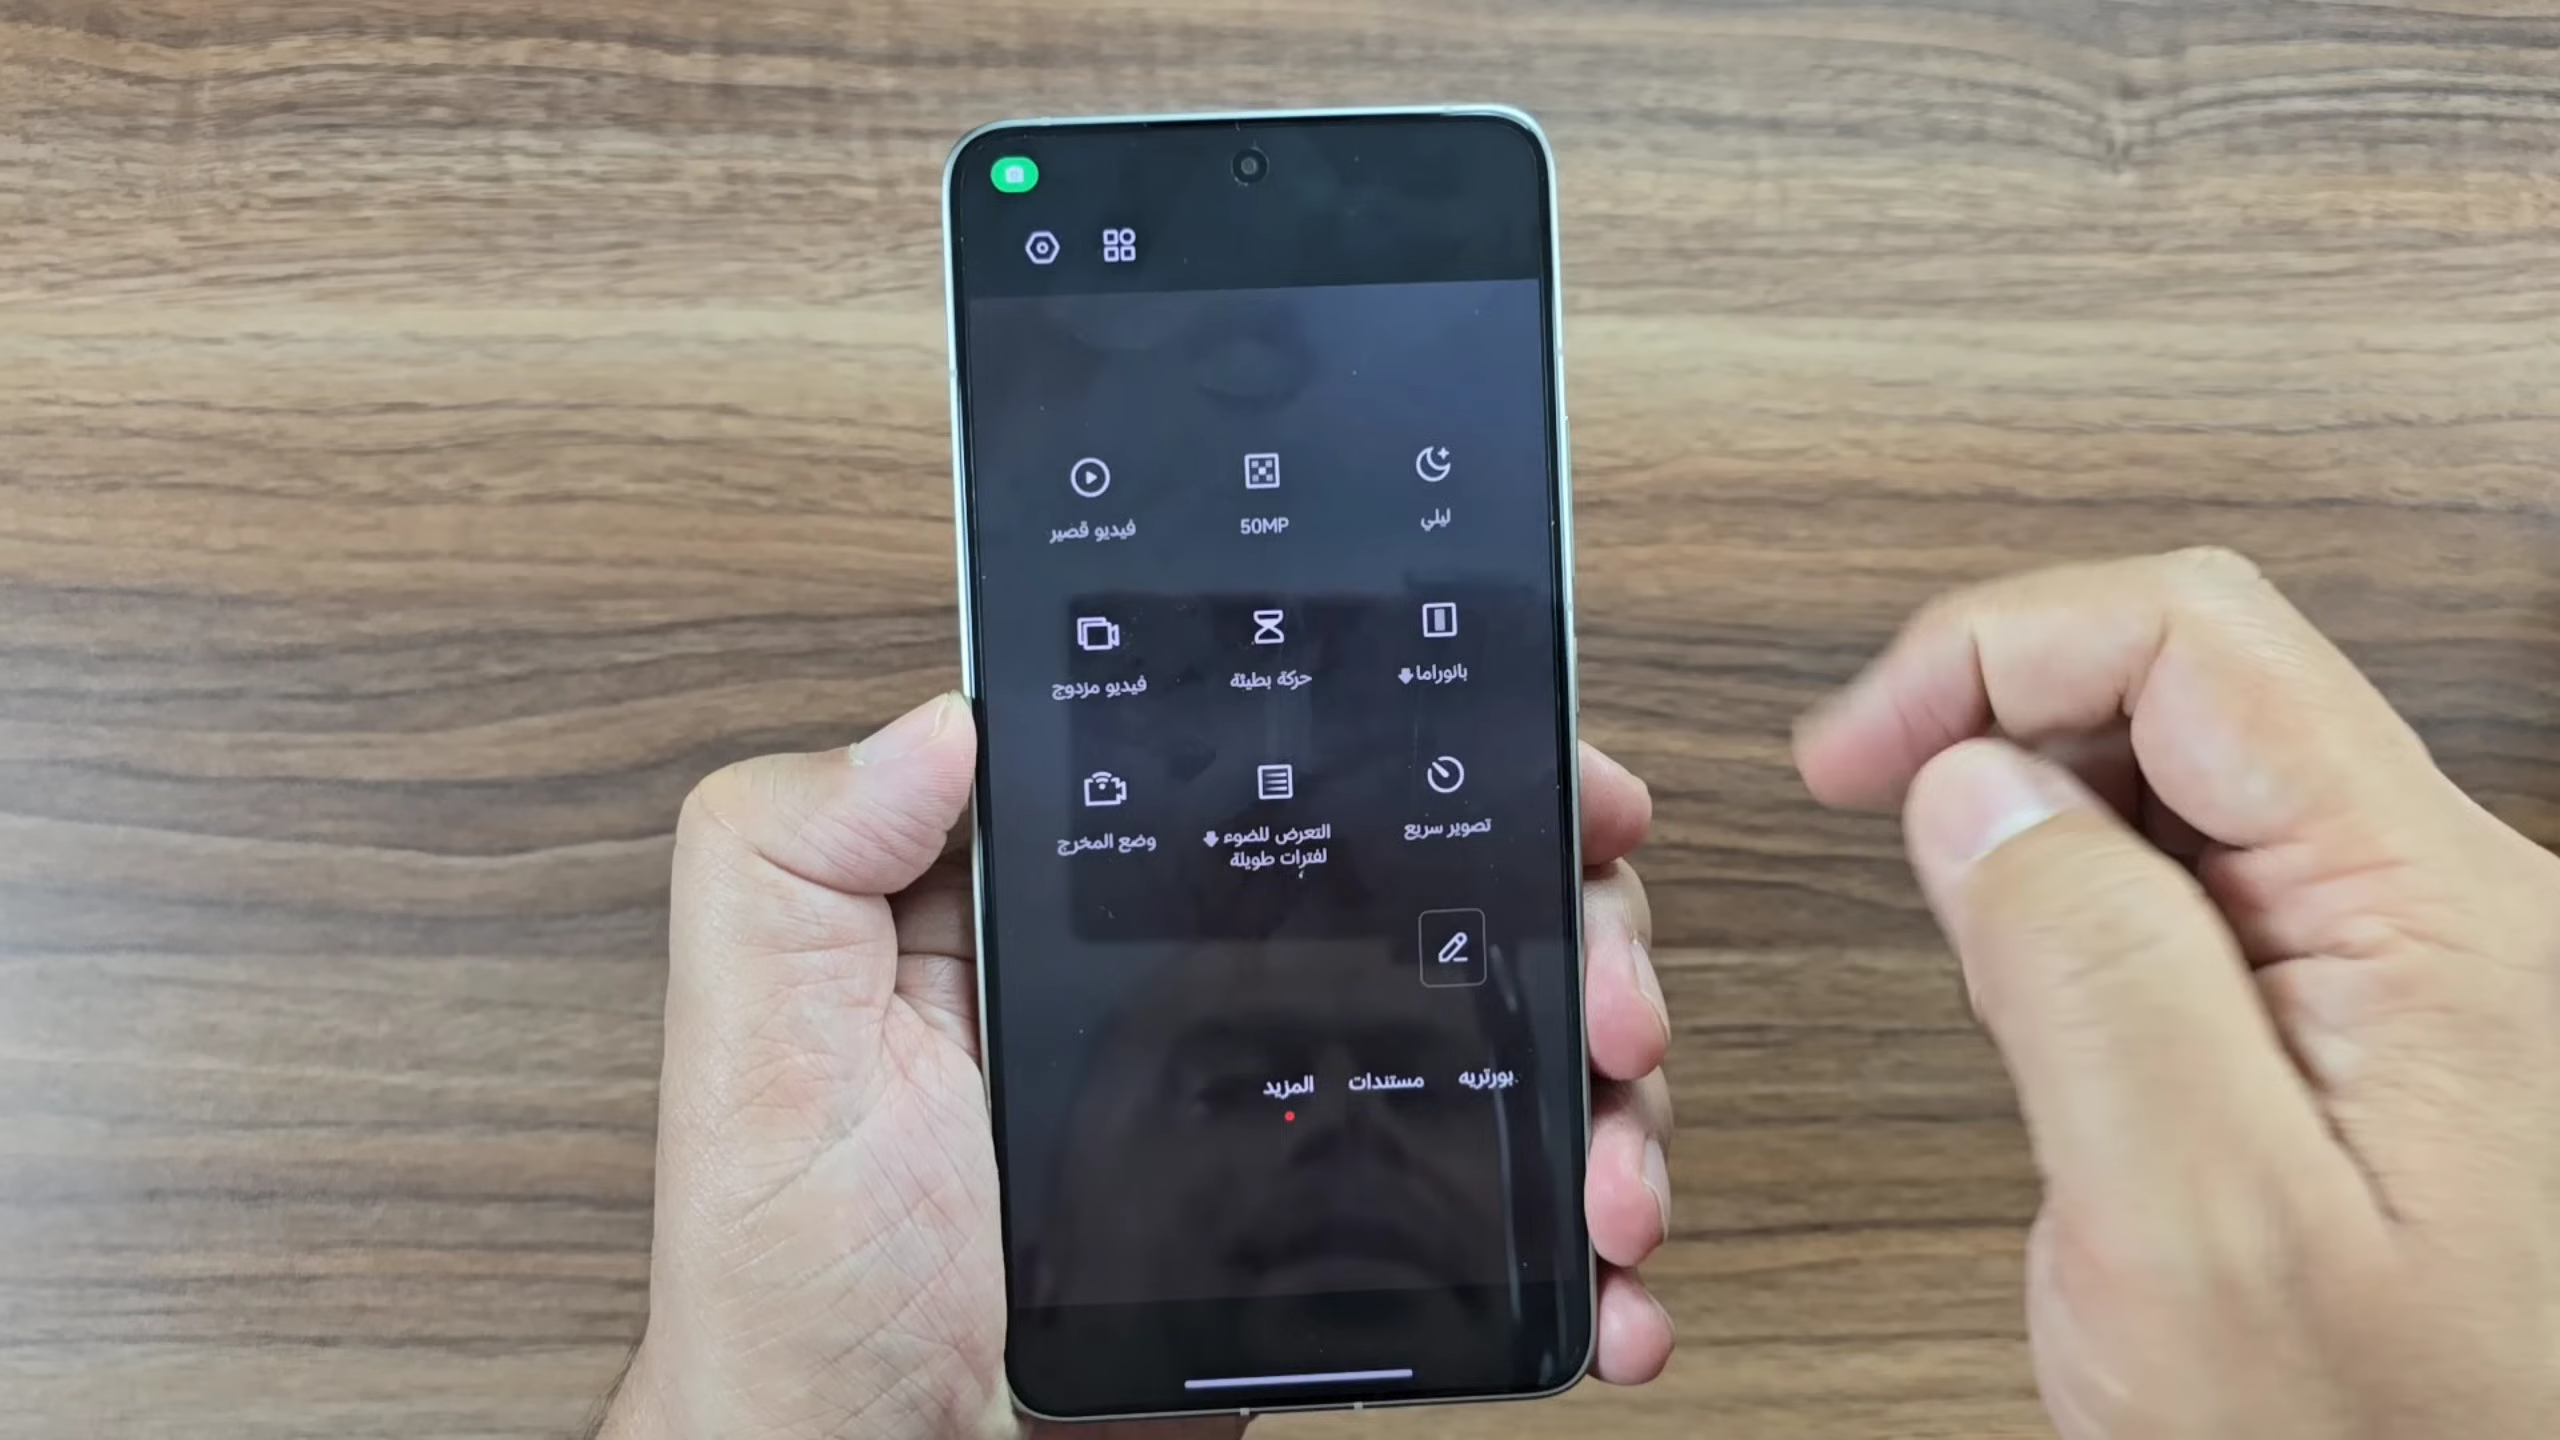 ليلي
50MP
فيديو قصير
بانوراما
حركة بطيئة
فيديو مزدوج
تصوير سريع
التعرض للضوء
لفترات طويلة
وضع المخرج
بورتريه
مستندات
المزيد